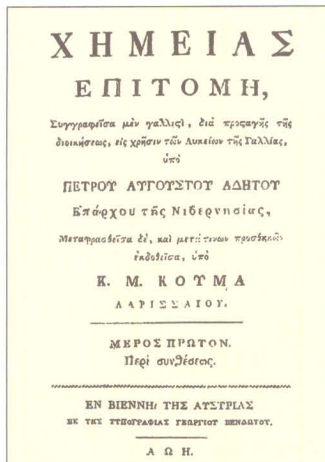 ΧΗΜΕΙΑΣ
ΕΠΙΤΟΜΗ,
Συγγραφεῖσα μὲν γαλλιςὶ, διὰ προςαγῆς τῆς
διοικήσεως, εἰς χρῆσιν τῶν Λυκείων τῆς Γαλλίας,
ὑπὸ
ΠΕΤΡΟΥ ΑΥΓΟΥΣΤΟΥ ΑΔΗΤΟΥ
Ἐπάρχου τῆς Νιβερνησίας,
Μεταφρασθεῖσα δὲ, καὶ μετά τινων προσθηκῶν
ἐκδοθεῖσα, ὑπὸ
Κ. Μ. ΚΟΥΜΑ
ΛΑΡΙΣΣΑΙΟΥ.
ΜΕΡΟΣ ΠΡΩΤΟΝ.
Περὶ συνθέσεως.
ΕΝ ΒΙΕΝΝΗι ΤΗΣ ΑΥΣΤΡΙΑΣ
ΕΚ ΤΗΣ ΤΥΠΟΓΡΑΦΙΑΣ ΓΕΩΡΓΙΟΥ ΒΕΝΔΩΤΟΥ.
ΑΩΗ.